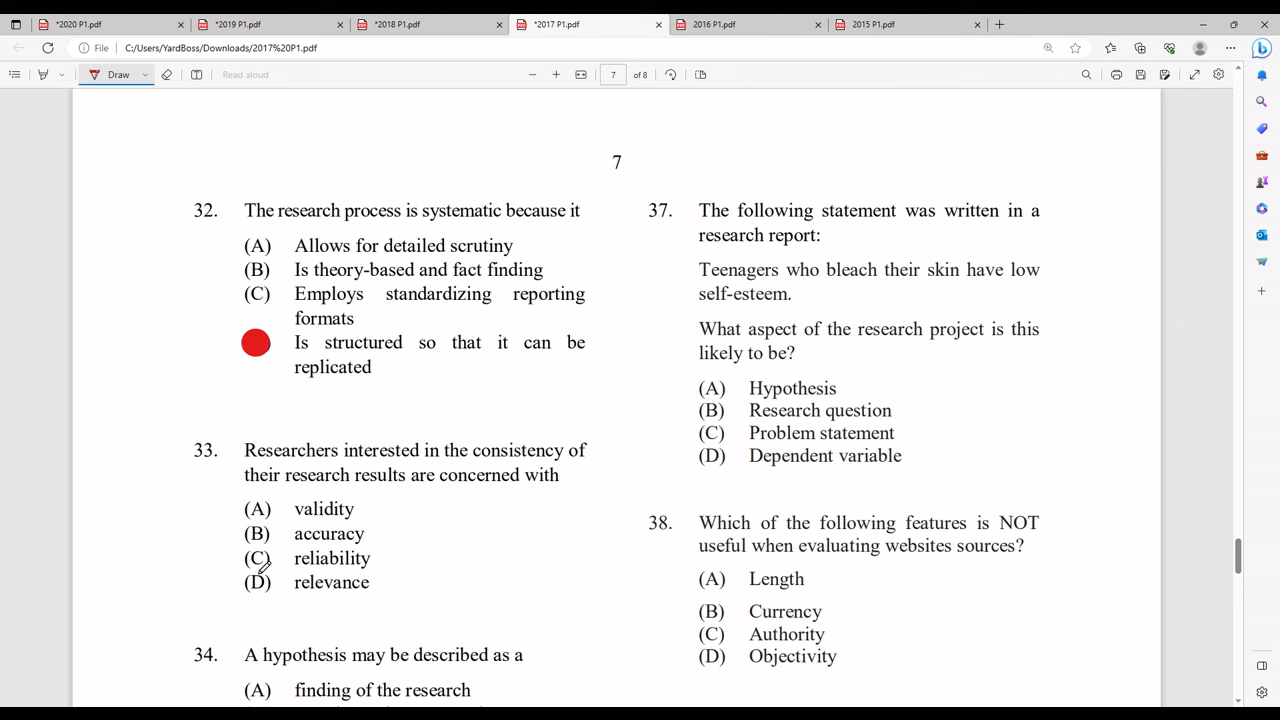 *2020 P1.pdf
*2019 P1.pdf
*2018 P1.pdf
*2017 P1.pdf
2016 P1.pdf
2015 P1.pdf
File
C:/Users/YardBoss/Downloads/2017%20P1.pdf
Draw
Read aloud
7
of 8
7
32. The research process is systematic because it
(A) Allows for detailed scrutiny
(B) Is theory-based and fact finding
(C) Employs standardizing reporting
formats
Is structured so that it can be
replicated
33. Researchers interested in the consistency of
their research results are concerned with
(A) validity
(B) accuracy
(C) reliability
(D) relevance
34. A hypothesis may be described as a
(A) finding of the research
37. The following statement was written in a
research report:
Teenagers who bleach their skin have low
self-esteem.
What aspect of the research project is this
likely to be?
(A) Hypothesis
(B) Research question
(C) Problem statement
(D) Dependent variable
38. Which of the following features is NOT
useful when evaluating websites sources?
(A) Length
(B) Currency
(C) Authority
(D) Objectivity